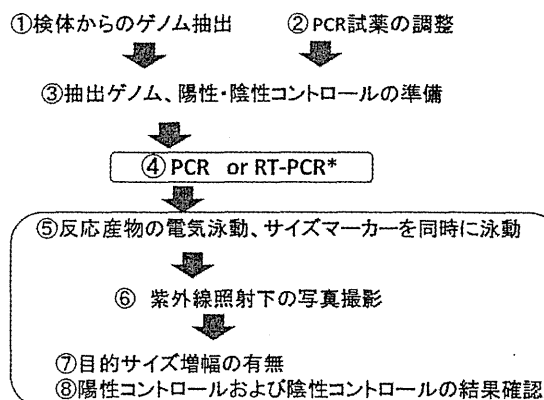 ①検体からのゲノム抽出 ②PCR試薬の調整
③抽出ゲノム、陽性・陰性コントロールの準備
④ PCR or RT-PCR*
⑤反応産物の電気泳動、サイズマーカーを同時に泳動
⑥ 紫外線照射下の写真撮影
⑦目的サイズ増幅の有無
⑧陽性コントロールおよび陰性コントロールの結果確認